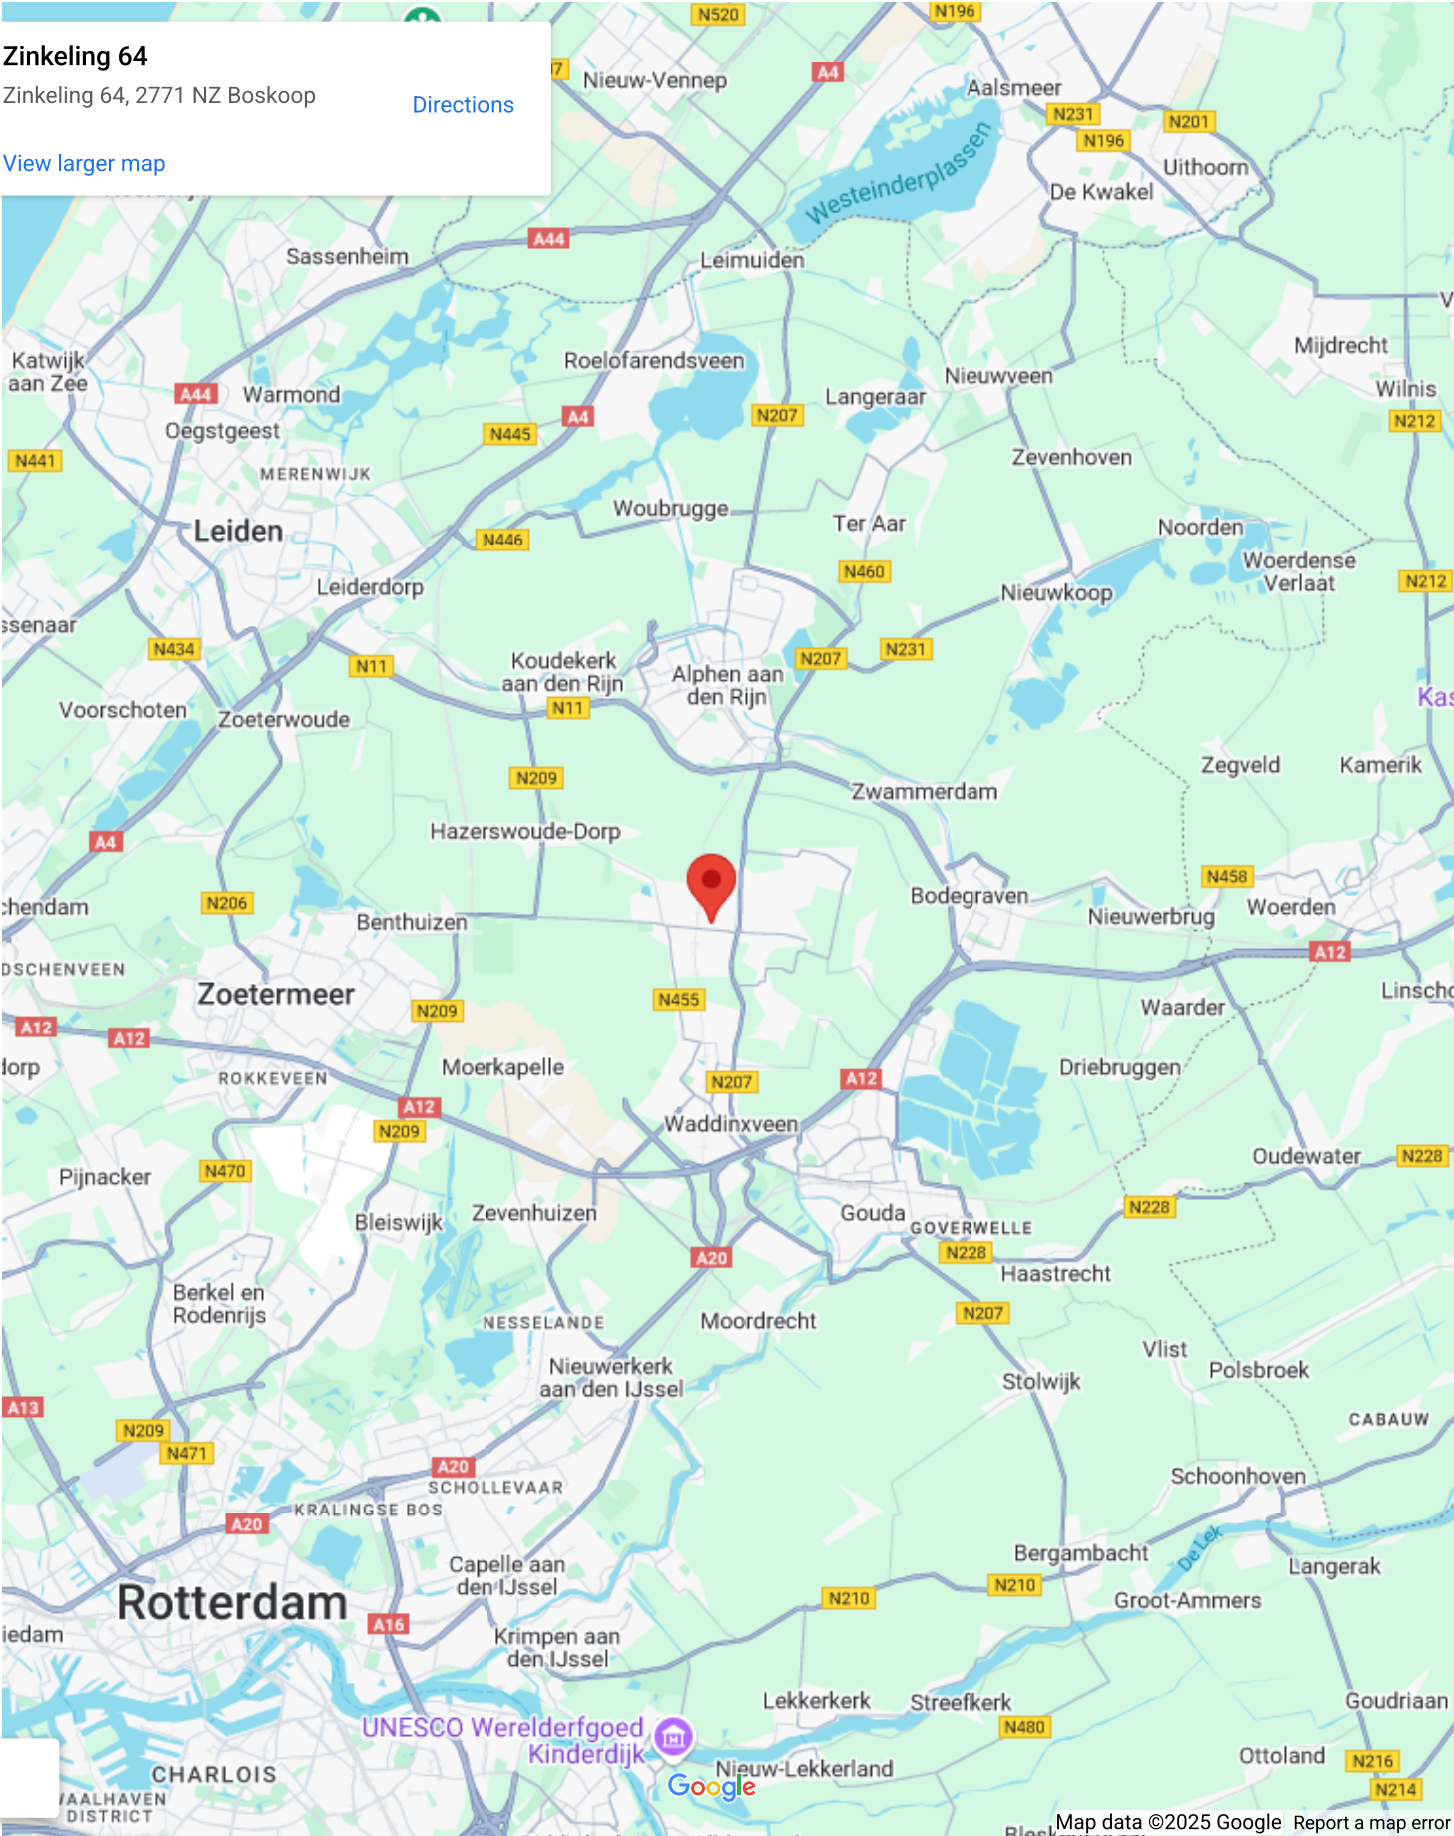 Zinkeling 64
Zinkeling 64, 2771 NZ Boskoop
Directions
View larger map
N520
N196
A4
Nieuw-Vennep
Aalsmeer
N231
N201
N196
Uithoorn
De Kwakel
Westeinderplassen
A44
Sassenheim
Leimuiden
Mijdrecht
Katwijk
aan Zee
Roelofarendsveen
Nieuwveen
Wilnis
A44
Warmond
Langeraar
A4
N207
N212
Oegstgeest
N445
N441
MERENWIJK
Zevenhoven
Woubrugge
Ter Aar
Noorden
Leiden
N446
Woerdense
Verlaat
N460
N212
Leiderdorp
Nieuwkoop
ssenaar
N434
N231
N207
N11
Koudekerk
aan den Rijn
Alphen aan
den Rijn
Kas
N11
Voorschoten
Zoeterwoude
Zegveld
Kamerik
N209
Zwammerdam
Hazerswoude-Dorp
A4
N458
Bodegraven
N206
chendam
Benthuizen
Nieuwerbrug
Woerden
A12
DSCHENVEEN
Zoetermeer
Linscho
N455
Waarder
N209
A12
A12
dorp
Moerkapelle
Driebruggen
ROKKEVEEN
A12
N207
A12
Waddinxveen
N209
Oudewater
N228
Pijnacker
N470
Bleiswijk
Zevenhuizen
Gouda
N228
GOVERWELLE
N228
A20
Haastrecht
Berkel en
Rodenrijs
N207
NESSELANDE
Moordrecht
Vlist
Polsbroek
Nieuwerkerk
aan den IJssel
Stolwijk
A13
CABAUW
N209
N471
A20
Schoonhoven
SCHOLLEVAAR
KRALINGSE BOS
A20
De Lek
Bergambacht
Langerak
Capelle aan
den IJssel
N210
N210
Groot-Ammers
Rotterdam
A16
iedam
Krimpen aan
den IJssel
Lekkerkerk
Streefkerk
Goudriaan
UNESCO Werelderfgoed
Kinderdijk
N480
Ottoland
N216
Nieuw-Lekkerland
CHARLOIS
Google
N214
WAALHAVEN
DISTRICT
Map data ©2025 Google
Report a map error